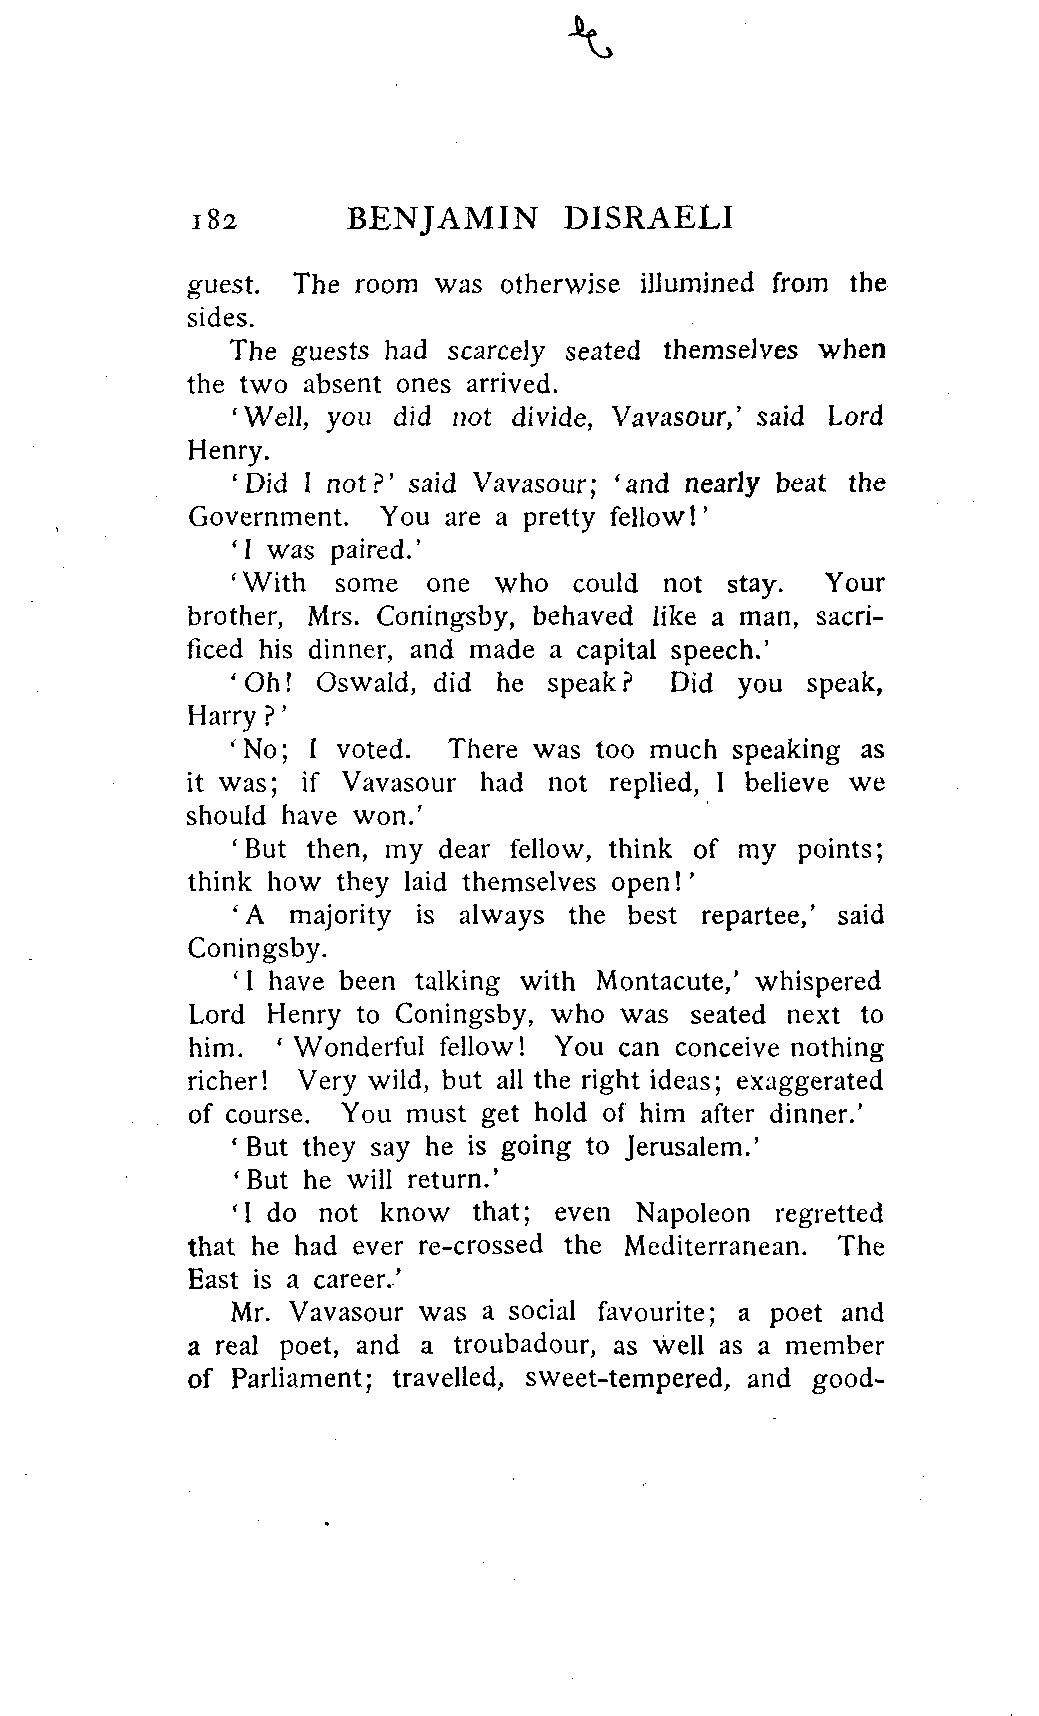 182 BENJAMIN DISRAELI
guest. The room was otherwise illumined from the
sides.
The guests had scarcely seated themselves when
the two absent ones arrived.
‘Well, you did not divide, Vavasour,’ said Lord
Henry.
‘Did I not?’ said Vavasour; ‘and nearly beat the
Government. You are a pretty fellow!’
‘I was paired.’
‘With some one who could not stay. Your
brother, Mrs. Coningsby, behaved like a man, sacri-
ficed his dinner, and made a capital speech.’
‘Oh! Oswald, did he speak? Did you speak,
Harry?’
‘No; I voted. There was too much speaking as
it was; if Vavasour had not replied, I believe we
should have won.’
‘But then, my dear fellow, think of my points;
think how they laid themselves open!’
‘A majority is always the best repartee,’ said
Coningsby.
‘I have been talking with Montacute,’ whispered
Lord Henry to Coningsby, who was seated next to
him. ‘Wonderful fellow! You can conceive nothing
richer! Very wild, but all the right ideas; exaggerated
of course. You must get hold of him after dinner.’
‘But they say he is going to Jerusalem.’
‘But he will return.’
‘I do not know that; even Napoleon regretted
that he had ever re-crossed the Mediterranean. The
East is a career.’
Mr. Vavasour was a social favourite; a poet and
a real poet, and a troubadour, as well as a member
of Parliament; travelled, sweet-tempered, and good-